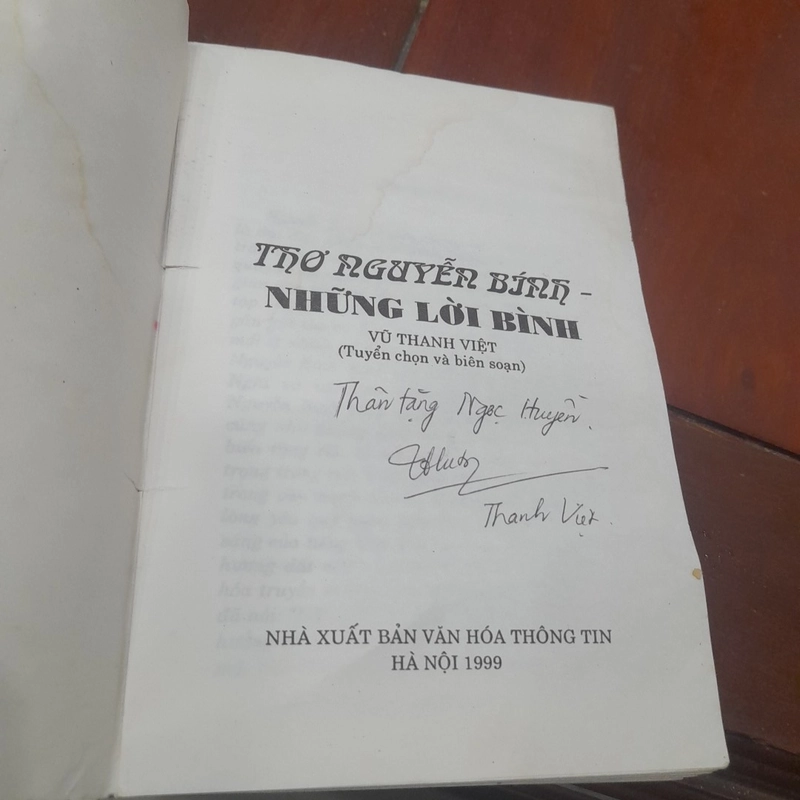 THƠ NGUYỄN BÍNH -
NHỮNG LỜI BÌNH
VŨ THANH VIỆT
(Tuyển chọn và biên soạn)
Thân tặng Ngọc Huyền.
Thanh Việt.
NHÀ XUẤT BẢN VĂN HÓA THÔNG TIN
HÀ NỘI 1999